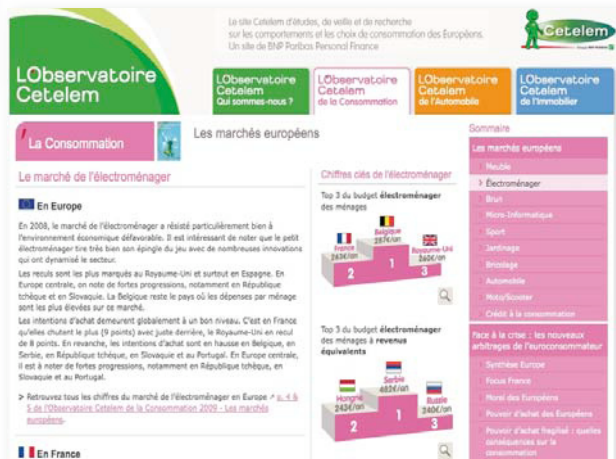 Le site Cetelem d'études, de veille et de recherche
sur les comportements et les choix de consommation des Européens.
Un site de BNP Paribas Personal Finance
Cetelem
LObservatoire
Cetelem
LObservatoire
Cetelem
Qui sommes-nous ?
LObservatoire
Cetelem
de la Consommation
LObservatoire
Cetelem
de l'Automobile
LObservatoire
Cetelem
de l'Immobilier
La Consommation
Les marchés européens
Le marché de l'électroménager
En Europe
En 2008, le marché de l'électroménager a résisté particulièrement bien à
l'environnement économique défavorable. Il est intéressant de noter que le petit
électroménager tire très bien son épingle du jeu avec de nombreuses innovations
qui ont dynamisé le secteur.
Les reculs sont les plus marqués au Royaume-Uni et surtout en Espagne. En
Europe centrale, on note de fortes progressions, notamment en République
tchèque et en Slovaquie. La Belgique reste le pays où les dépenses par ménage
sont les plus élevées sur ce marché.
Les intentions d'achat demeurent globalement à un bon niveau. C'est en France
qu'elles chutent le plus (9 points) avec juste derrière, le Royaume-Uni en recul
de 8 points. En revanche, les intentions d'achat sont en hausse en Belgique, en
Serbie, en République tchèque, en Slovaquie et au Portugal. En Europe centrale,
il est à noter de fortes progressions, notamment en République tchèque, en
Slovaquie et au Portugal.
> Retrouvez tous les chiffres du marché de l'électroménager en Europe p. 4 &
5 de l'Observatoire Cetelem de la Consommation 2009 - Les marchés
européens.
En France
Chiffres clés de l'électroménager
Top 3 du budget électroménager
des ménages
Belgique
287€/an
France
263€/an
Royaume-Uni
260€/an
2 1 3
Top 3 du budget électroménager
des ménages à revenus
équivalents
Serbie
482€/an
Hongrie
243€/an
Russie
240€/an
2 1 3
Sommaire
Les marchés européens
Meuble
> Électroménager
Brun
Micro-Informatique
Sport
Jardinage
Bricolage
Automobile
Moto/Scooter
Crédit à la consommation
Face à la crise : les nouveaux
arbitrages de l'euroconsommateur
Synthèse Europe
Focus France
Moral des Européens
Pouvoir d'achat des Européens
Pouvoir d'achat fragilisé : quelles
conséquences sur la
consommation